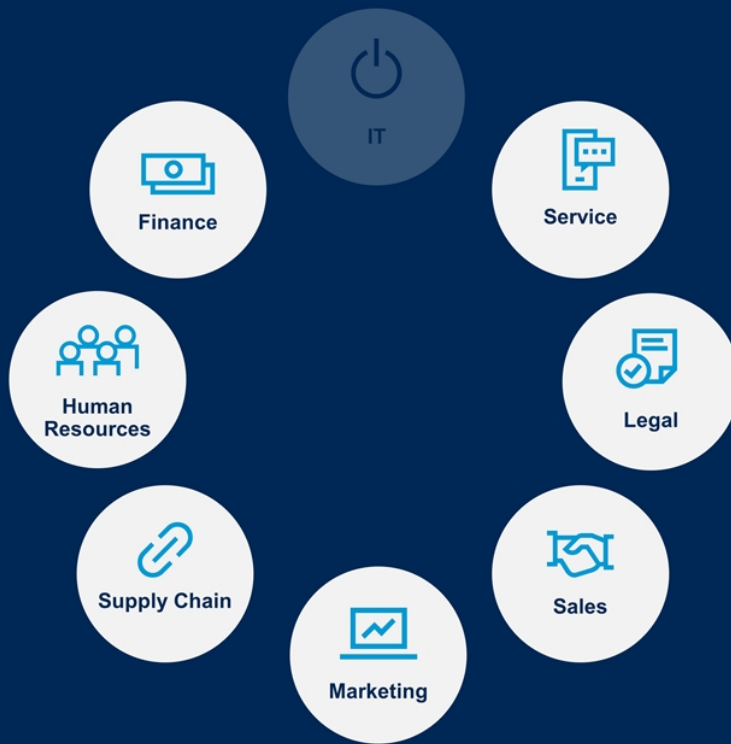 IT
Finance
Service
Human
Resources
Legal
Supply Chain
Sales
Marketing